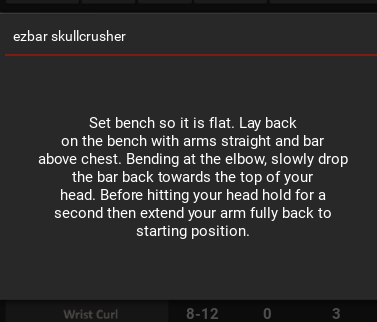 ezbar skullcrusher
Set bench so it is flat. Lay back
on the bench with arms straight and bar
above chest. Bending at the elbow, slowly drop
the bar back towards the top of your
head. Before hitting your head hold for a
second then extend your arm fully back to
starting position.
Wrist Curl 8-12 0 3